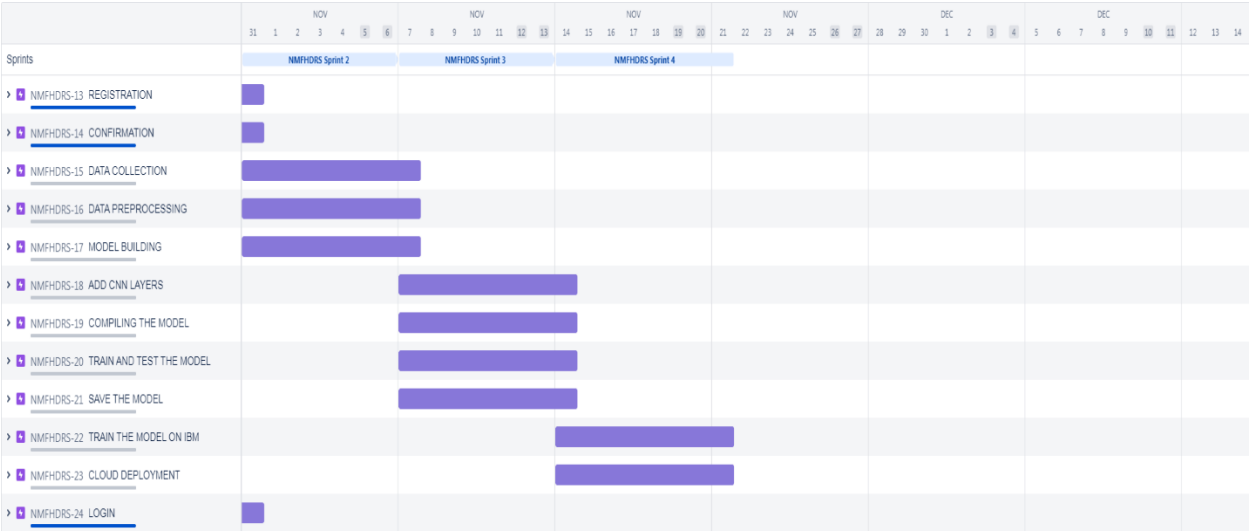 NOV NOV NOV NOV DEC DEC
31 1 2 3 4 5 6 7 8 9 10 11 12 13 14 15 16 17 18 19 20 21 22 23 24 25 26 27 28 29 30 1 2 3 4 5 6 7 8 9 10 11 12 13 14
Sprints NMFHDRS Sprint 2 NMFHDRS Sprint 3 NMFHDRS Sprint 4
NMFHDRS-13 REGISTRATION
NMFHDRS-14 CONFIRMATION
NMFHDRS-15 DATA COLLECTION
NMFHDRS-16 DATA PREPROCESSING
NMFHDRS-17 MODEL BUILDING
NMFHDRS-18 ADD CNN LAYERS
NMFHDRS-19 COMPILING THE MODEL
NMFHDRS-20 TRAIN AND TEST THE MODEL
NMFHDRS-21 SAVE THE MODEL
NMFHDRS-22 TRAIN THE MODEL ON IBM
NMFHDRS-23 CLOUD DEPLOYMENT
NMFHDRS-24 LOGIN